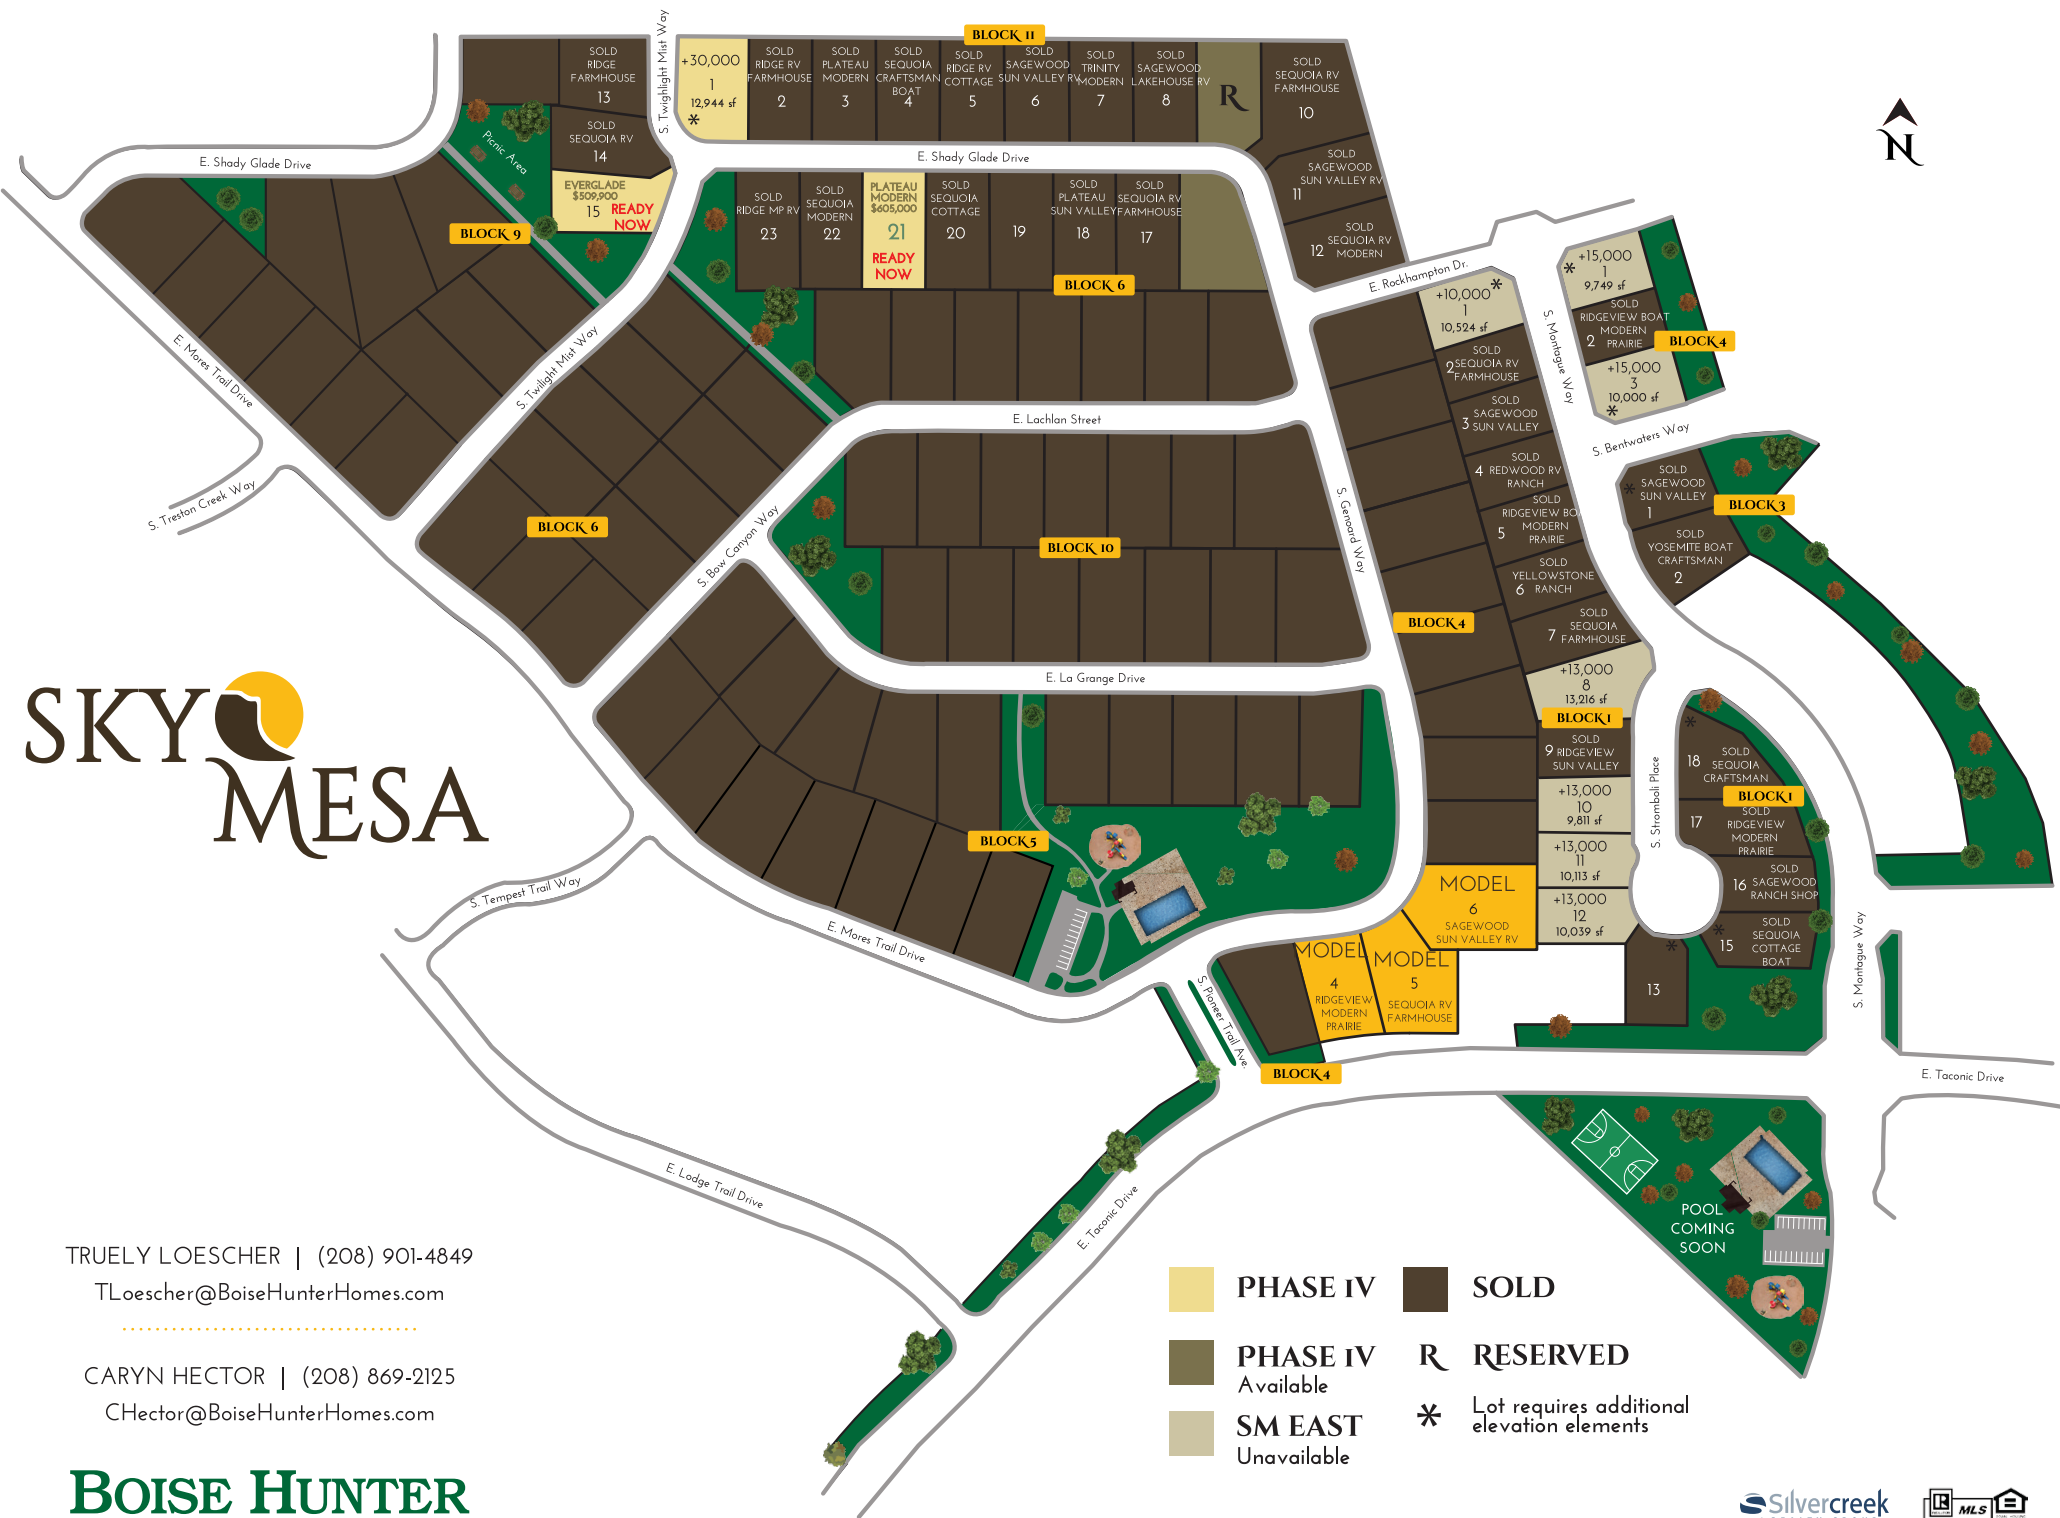 BLOCK 11
S. Twighlight Mist Way
SOLD
RIDGE
FARMHOUSE
13
SOLD
SEQUOIA RV
14
EVERGLADE
$509,900
15
READY
NOW
+30,000
1
12,944 sf
*
SOLD
RIDGE RV
FARMHOUSE
2
SOLD
PLATEAU
MODERN
3
SOLD
SEQUOIA
CRAFTSMAN
BOAT
4
SOLD
RIDGE RV
COTTAGE
5
SOLD
SAGEWOOD
SUN VALLEY RV
6
SOLD
TRINITY
MODERN
7
SOLD
SAGEWOOD
LAKEHOUSE RV
8
R
SOLD
SEQUOIA RV
FARMHOUSE
10
SOLD
SAGEWOOD
SUN VALLEY RV
11
SOLD
SEQUOIA RV
MODERN
12
N
Picnic Area
E. Shady Glade Drive
E. Shady Glade Drive
BLOCK 9
SOLD
RIDGE MP RV
23
SOLD
SEQUOIA
MODERN
22
PLATEAU
MODERN
$605,000
21
READY
NOW
SOLD
SEQUOIA
COTTAGE
20
19
SOLD
PLATEAU
SUN VALLEY
18
SOLD
SEQUOIA RV
FARMHOUSE
17
BLOCK 6
E. Rockhampton Dr.
+10,000
*
1
10,524 sf
SOLD
2 SEQUOIA RV
FARMHOUSE
SOLD
SAGEWOOD
3 SUN VALLEY
SOLD
4 REDWOOD RV
RANCH
SOLD
RIDGEVIEW BO
MODERN
5
PRAIRIE
SOLD
YELLOWSTONE
6 RANCH
SOLD
SEQUOIA
7 FARMHOUSE
+13,000
8
13,216 sf
BLOCK 1
SOLD
9 RIDGEVIEW
SUN VALLEY
+13,000
10
9,811 sf
+13,000
11
10,113 sf
+13,000
12
10,039 sf
*
13
S. Montague Way
+15,000
*
1
9,749 sf
SOLD
RIDGEVIEW BOAT
MODERN
2 PRAIRIE
BLOCK 4
+15,000
3
10,000 sf
*
S. Bentwaters Way
SOLD
* SAGEWOOD
SUN VALLEY
1
BLOCK 3
SOLD
YOSEMITE BOAT
CRAFTSMAN
2
E. Mores Trail Drive
S. Twilight Mist Way
S. Treston Creek Way
BLOCK 6
E. Lachlan Street
S. Bow Canyon Way
BLOCK 10
S. Genoard Way
BLOCK 4
E. La Grange Drive
SKY
MESA
BLOCK 5
S. Tempest Trail Way
E. Mores Trail Drive
S. Stromboli Place
*
SOLD
18
SEQUOIA
CRAFTSMAN
BLOCK 1
SOLD
17
RIDGEVIEW
MODERN
PRAIRIE
SOLD
16 SAGEWOOD
RANCH SHOP
SOLD
*
SEQUOIA
15
COTTAGE
BOAT
MODEL
6
SAGEWOOD
SUN VALLEY RV
MODEL
4
RIDGEVIEW
MODERN
PRAIRIE
MODEL
5
SEQUOIA RV
FARMHOUSE
S. Pioneer Trail Ave.
BLOCK 4
S. Montague Way
E. Taconic Drive
E. Lodge Trail Drive
E. Taconic Drive
POOL
COMING
SOON
TRUELY LOESCHER | (208) 901-4849
TLoescher@BoiseHunterHomes.com
CARYN HECTOR | (208) 869-2125
CHector@BoiseHunterHomes.com
BOISE HUNTER
PHASE IV
SOLD
PHASE IV
Available
R RESERVED
SM EAST
Unavailable
* Lot requires additional
elevation elements
Silvercreek
R
MLS